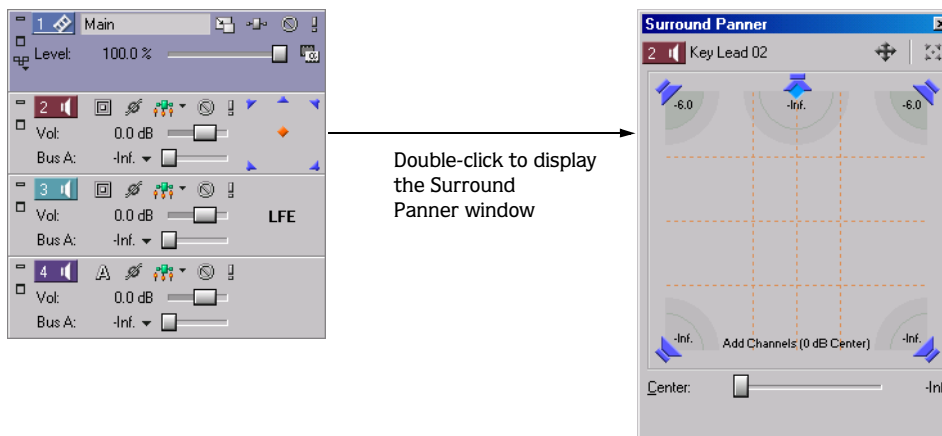 1 Main
Level: 100.0 %
2
Vol: 0.0 dB
Bus A: -Inf.
3
Vol: 0.0 dB LFE
Bus A: -Inf.
4
Vol: 0.0 dB
Bus A: -Inf.
Double-click to display
the Surround
Panner window
Surround Panner
2 Key Lead 02
-6.0 -Inf. -6.0
-Inf. Add Channels (0 dB Center) -Inf.
Center: -Inf